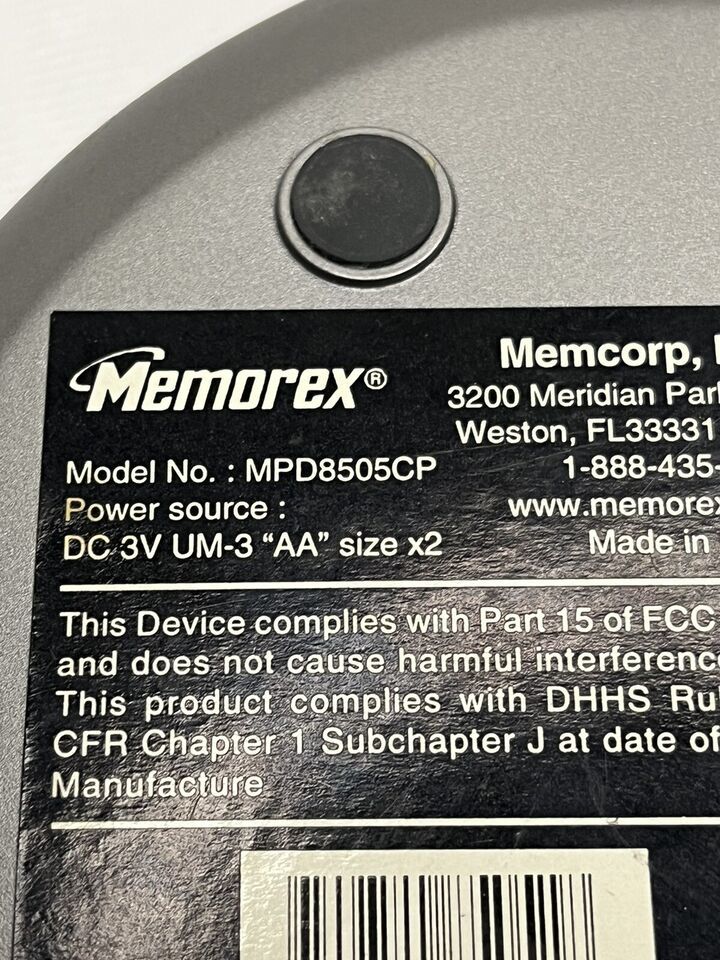 Memorex®
Memcorp,
3200 Meridian
Weston, FL33331
Model No. : MPD8505CP
1-888-435-
Power source :
www.memorex
DC 3V UM-3 “AA” size x2
Made in
This Device complies with Part 15 of FCC
and does not cause harmful interference
This product complies with DHHS
CFR Chapter 1 Subchapter J at date of
Manufacture